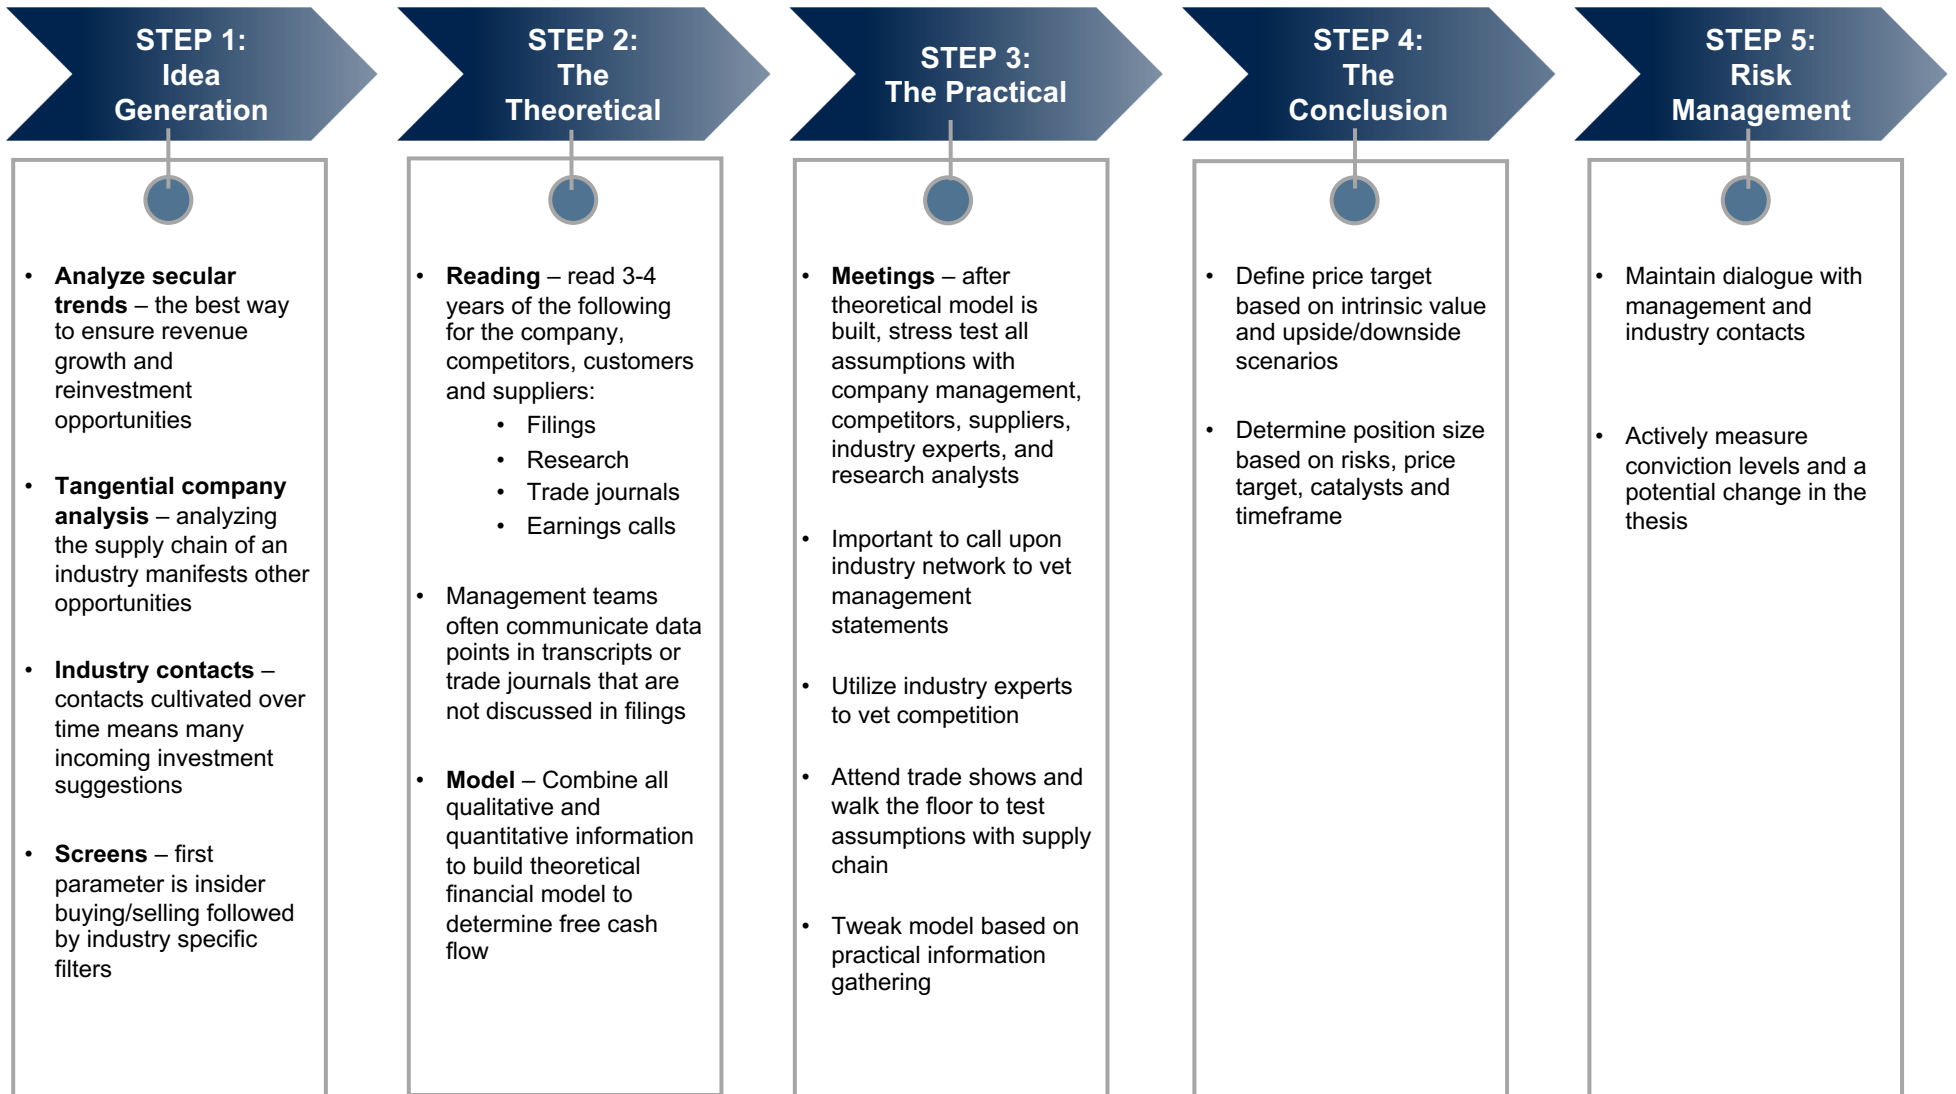 STEP 1:
Idea
Generation
• Analyze secular
trends – the best way
to ensure revenue
growth and
reinvestment
opportunities
• Tangential company
analysis – analyzing
the supply chain of an
industry manifests other
opportunities
• Industry contacts –
contacts cultivated over
time means many
incoming investment
suggestions
• Screens – first
parameter is insider
buying/selling followed
by industry specific
filters
STEP 2:
The
Theoretical
• Reading – read 3-4
years of the following
for the company,
competitors, customers
and suppliers:
• Filings
• Research
• Trade journals
• Earnings calls
• Management teams
often communicate data
points in transcripts or
trade journals that are
not discussed in filings
• Model – Combine all
qualitative and
quantitative information
to build theoretical
financial model to
determine free cash
flow
STEP 3:
The Practical
• Meetings – after
theoretical model is
built, stress test all
assumptions with
company management,
competitors, suppliers,
industry experts, and
research analysts
• Important to call upon
industry network to vet
management
statements
• Utilize industry experts
to vet competition
• Attend trade shows and
walk the floor to test
assumptions with supply
chain
• Tweak model based on
practical information
gathering
STEP 4:
The
Conclusion
• Define price target
based on intrinsic value
and upside/downside
scenarios
• Determine position size
based on risks, price
target, catalysts and
timeframe
STEP 5:
Risk
Management
• Maintain dialogue with
management and
industry contacts
• Actively measure
conviction levels and a
potential change in the
thesis